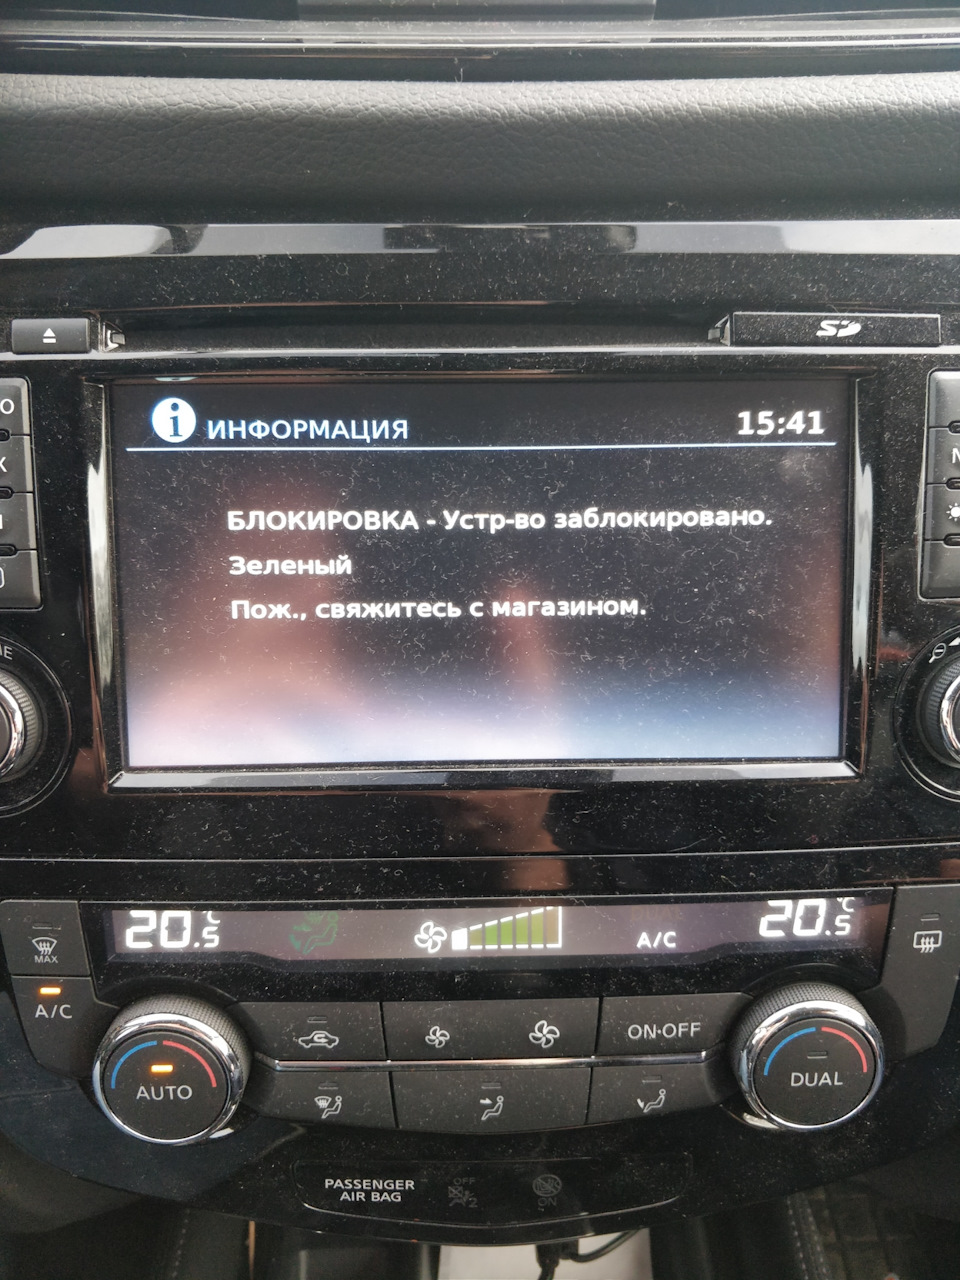 SD
ИНФОРМАЦИЯ 15:41
БЛОКИРОВКА - Устр-во заблокировано.
Зеленый
Пож., свяжитесь с магазином.
20.5 °C A/C 20.5 °C
MAX
A/C
ON·OFF
AUTO
DUAL
PASSENGER
AIR BAG
OFF